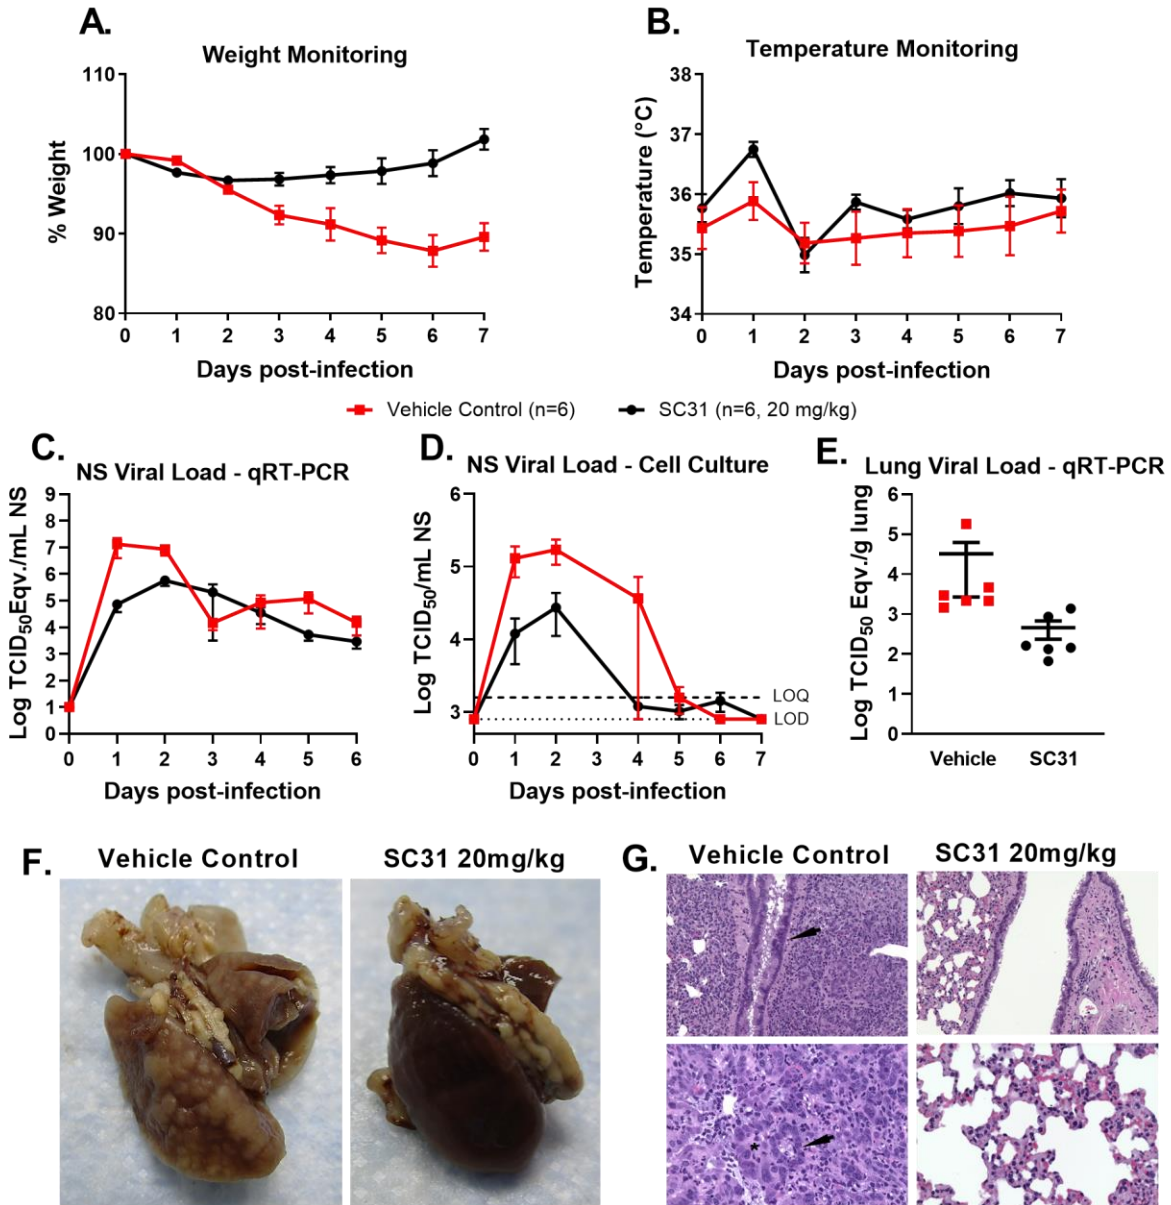 A.
Weight Monitoring
110
100
90
80
% Weight
0 1 2 3 4 5 6 7
Days post-infection
B.
Temperature Monitoring
38
37
36
35
34
Temperature (°C)
0 1 2 3 4 5 6 7
Days post-infection
Vehicle Control (n=6) SC31 (n=6, 20 mg/kg)
C.
NS Viral Load - qRT-PCR
9
8
7
6
5
4
3
2
1
0
Log TCID50Eqv./mL NS
0 1 2 3 4 5 6
Days post-infection
D.
NS Viral Load - Cell Culture
6
5
4
3
Log TCID50/mL NS
LOQ
LOD
0 1 2 3 4 5 6 7
Days post-infection
E.
Lung Viral Load - qRT-PCR
6
5
4
3
2
1
0
Log TCID50 Eqv./g lung
Vehicle SC31
F.
Vehicle Control SC31 20mg/kg
G.
Vehicle Control SC31 20mg/kg
*